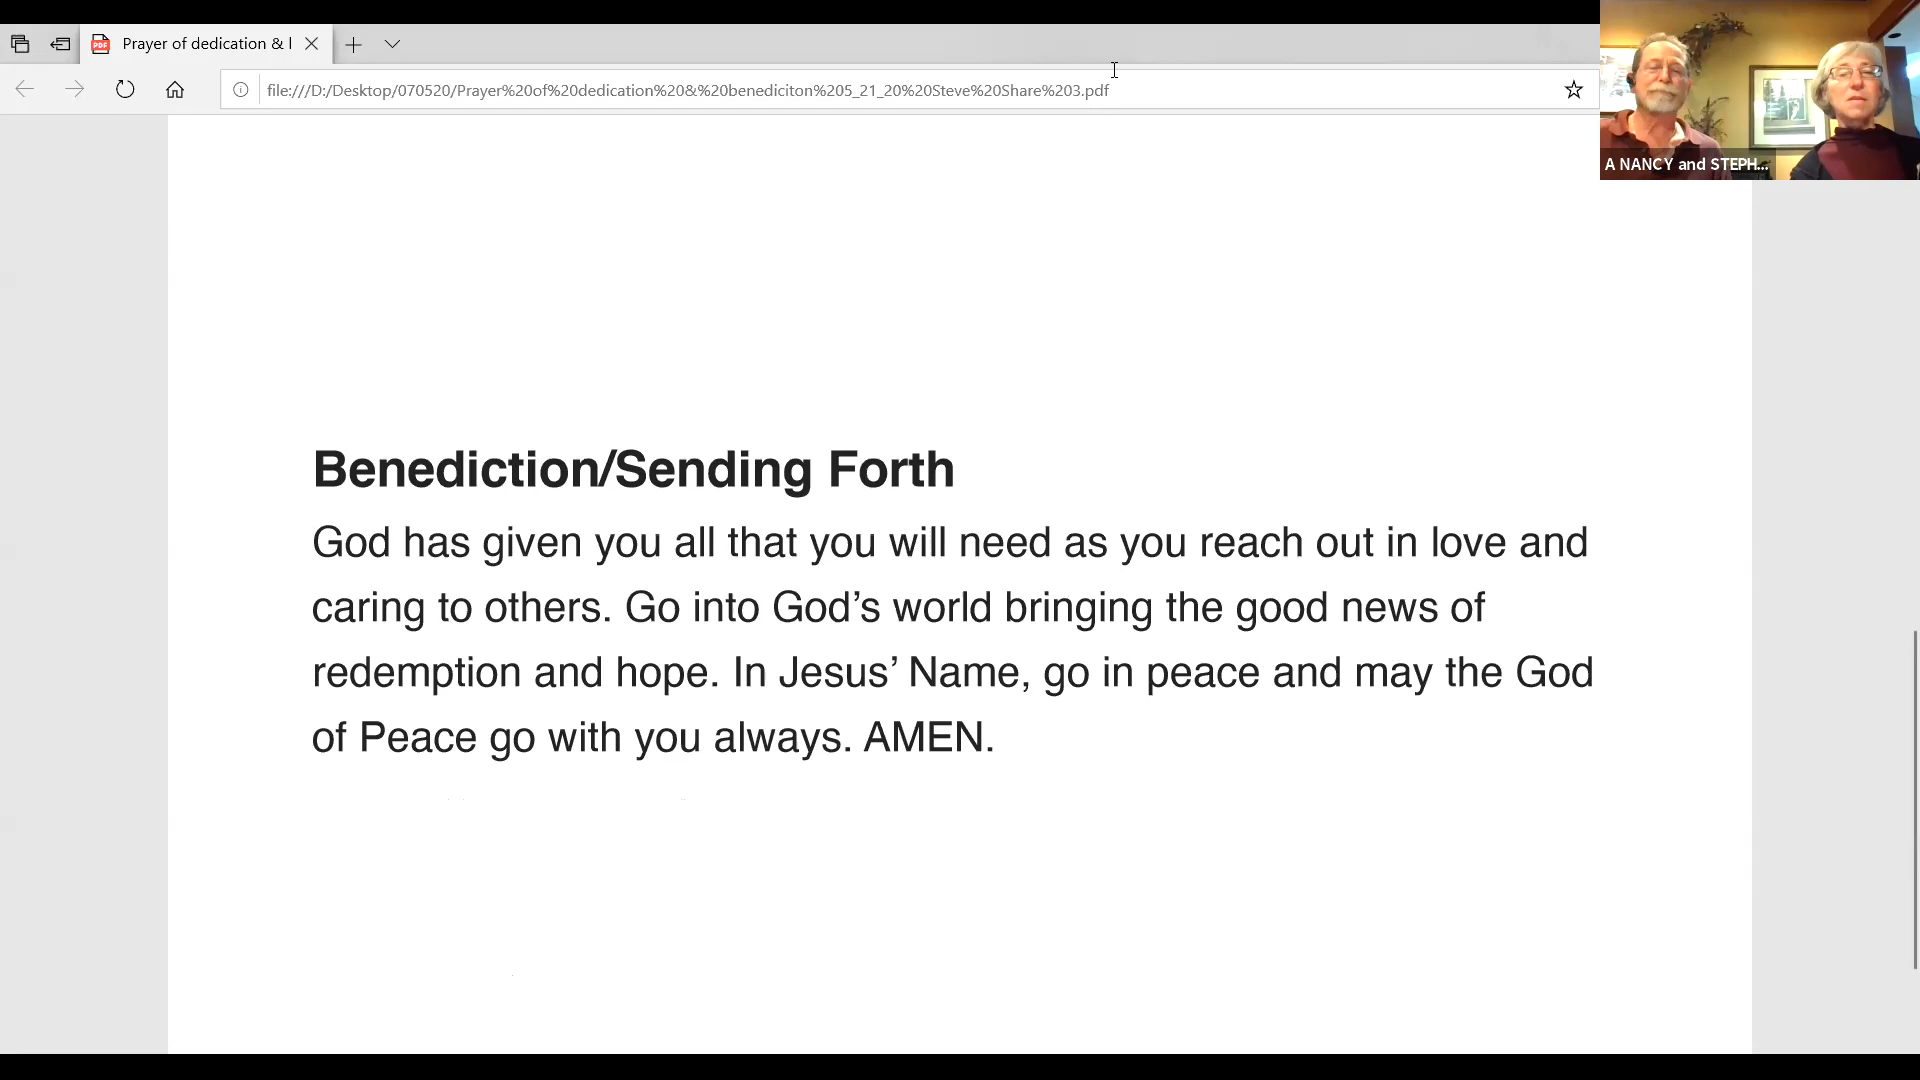 Prayer of dedication & l
file:///D:/Desktop/070520/Prayer%20of%20dedication%20&%20benediciton%205_21_20%20Steve%20Share%203.pdf
A NANCY and STEPH...
Benediction/Sending Forth
God has given you all that you will need as you reach out in love and
caring to others. Go into God’s world bringing the good news of
redemption and hope. In Jesus’ Name, go in peace and may the God
of Peace go with you always. AMEN.